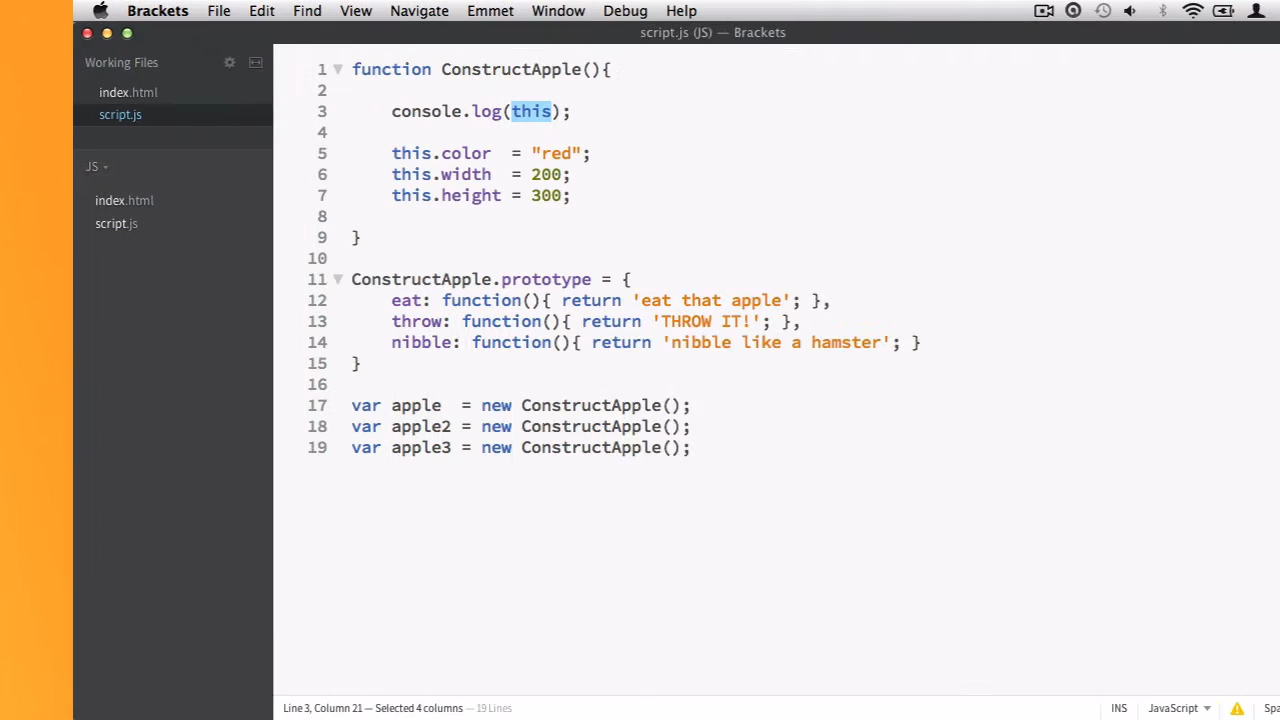 Brackets File Edit Find View Navigate Emmet Window Debug Help
script.js (JS) — Brackets
Working Files
index.html
script.js
JS
index.html
script.js
1 function ConstructApple(){
2
3 console.log(this);
4
5 this.color = "red";
6 this.width = 200;
7 this.height = 300;
8
9 }
10
11 ConstructApple.prototype = {
12 eat: function(){ return 'eat that apple'; },
13 throw: function(){ return 'THROW IT!'; },
14 nibble: function(){ return 'nibble like a hamster'; }
15 }
16
17 var apple = new ConstructApple();
18 var apple2 = new ConstructApple();
19 var apple3 = new ConstructApple();
Line 3, Column 21 — Selected 4 columns — 19 Lines
INS JavaScript Spa